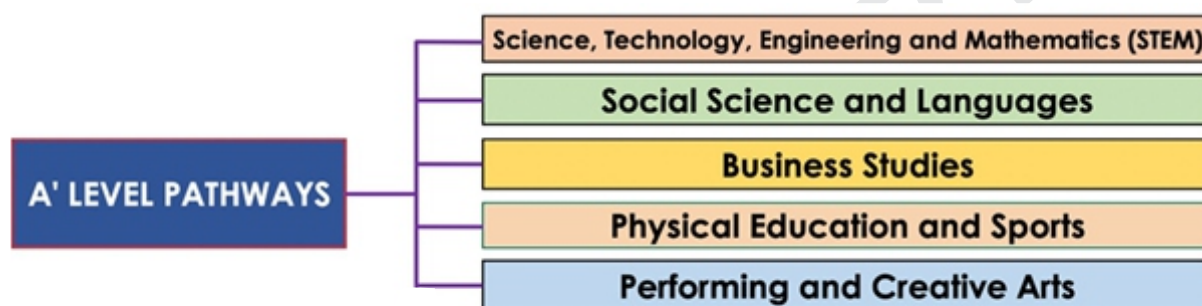 A' LEVEL PATHWAYS
Science, Technology, Engineering and Mathematics (STEM)
Social Science and Languages
Business Studies
Physical Education and Sports
Performing and Creative Arts